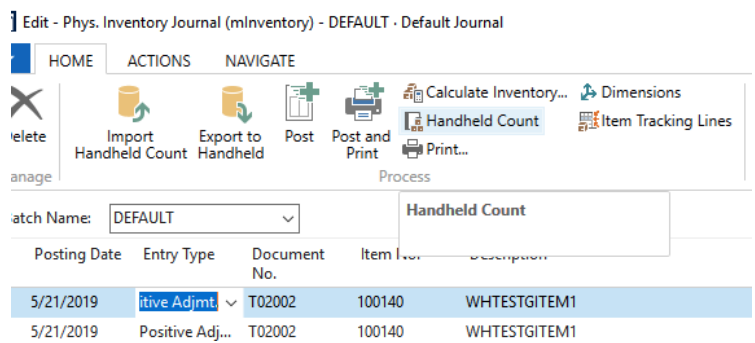 Edit - Phys. Inventory Journal (mInventory) - DEFAULT · Default Journal
HOME ACTIONS NAVIGATE
Calculate Inventory... Dimensions
Handheld Count Item Tracking Lines
Print...
elete Import Handheld Count Export to Handheld Post Post and Print
anage Process
atch Name: DEFAULT
Handheld Count
Posting Date Entry Type Document No. Item
5/21/2019 itive Adjmt. T02002 100140 WHTESTGITEM1
5/21/2019 Positive Adj... T02002 100140 WHTESTGITEM1